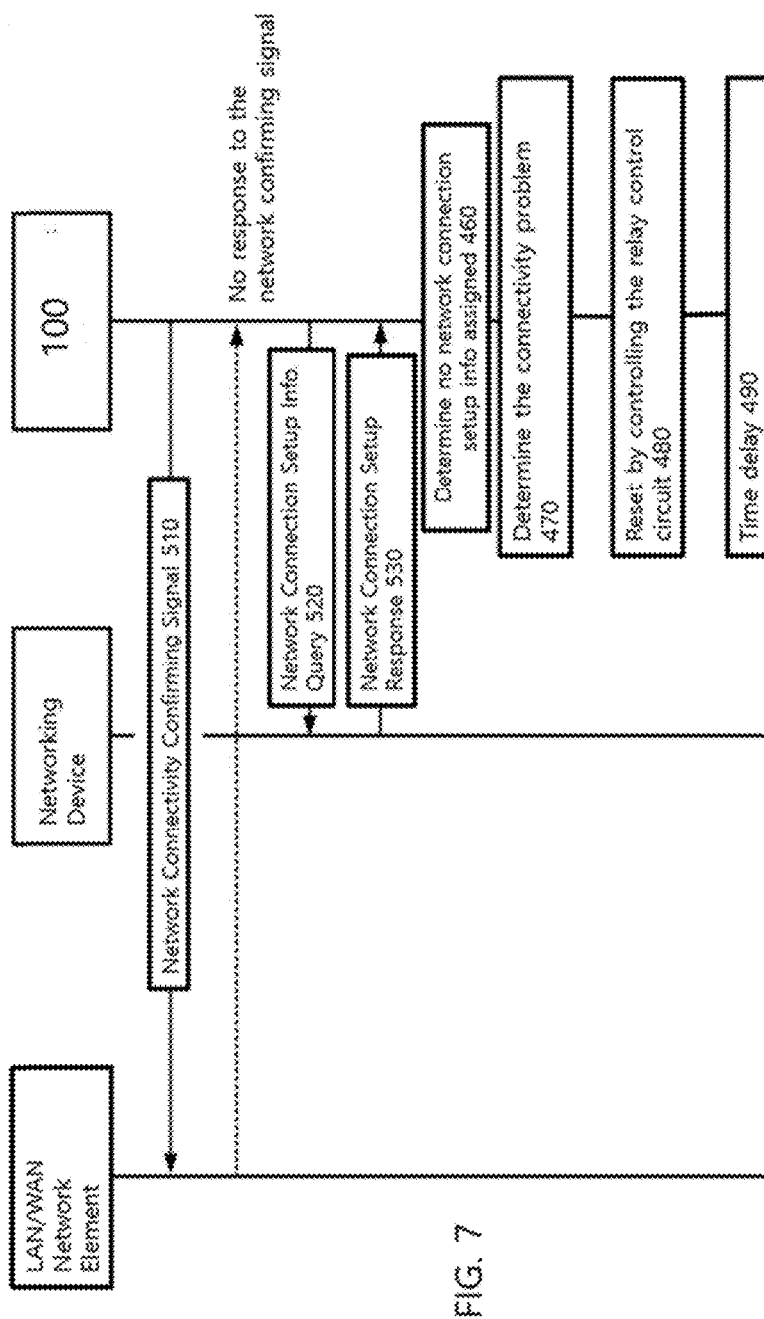 LAN/WAN
Network
Element
Networking
Device
100
Network Connectivity Confirming Signal 510
No response to the
network confirming signal
Network Connection Setup Info.
Query 520
Network Connection Setup
Response 530
Determine no network connection
setup info assigned 460
Determine the connectivity problem
470
Reset by controlling the relay control
circuit 480
Time delay 490
FIG. 7